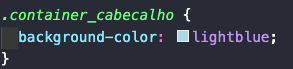 .container_cabecalho {
background-color: lightblue;
}